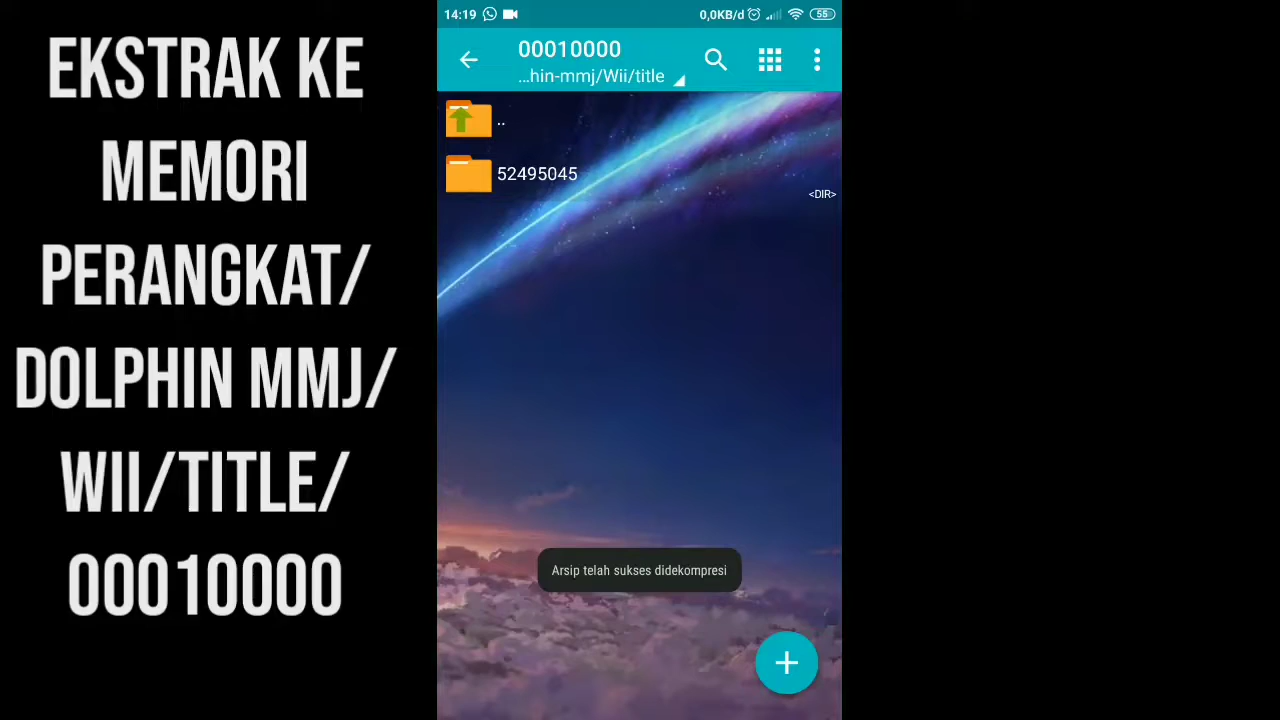 EKSTRAK KE
MEMORI
PERANGKAT/
DOLPHIN MMJ/
WII/TITLE/
00010000
14:19
0,0KB/d
55
00010000
...hin-mmj/Wii/title
..
52495045
<DIR>
Arsip telah sukses didekompresi